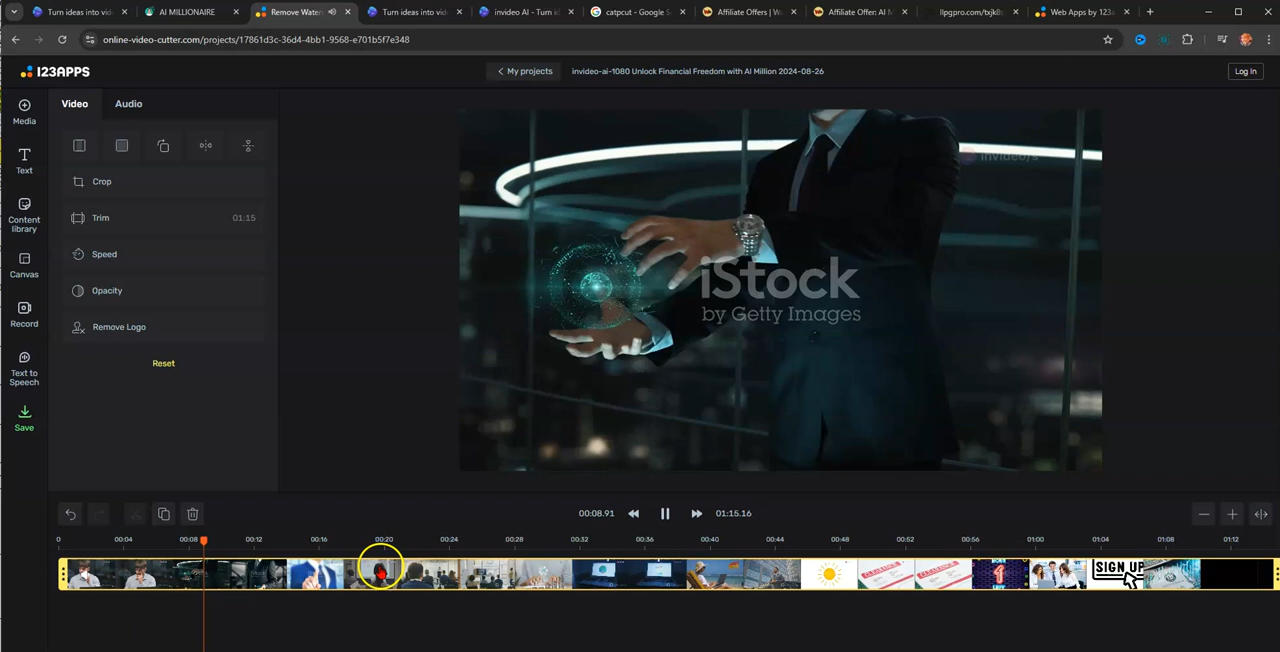 Turn ideas into vid
AI MILLIONAIRE
Remove Water
Turn ideas into vid
invideo AI - Turn i
catpcut - Google S
Affiliate Offers | W
Affiliate Offer: AI M
llpgpro.com/txjk8s
Web Apps by 123a
online-video-cutter.com/projects/17861d3c-36d4-4bb1-9568-e701b5f7e348
123APPS
My projects
invideo-ai-1080 Unlock Financial Freedom with AI Million 2024-08-26
Log In
Media
Text
Content
library
Canvas
Record
Text to
Speech
Save
Video
Audio
Crop
Trim
01:15
Speed
Opacity
Remove Logo
Reset
iStock
by Getty Images
00:08.91
01:15.16
0
00:04
00:08
00:12
00:16
00:20
00:24
00:28
00:32
00:36
00:40
00:44
00:48
00:52
00:56
01:00
01:04
01:08
01:12
SIGN UP